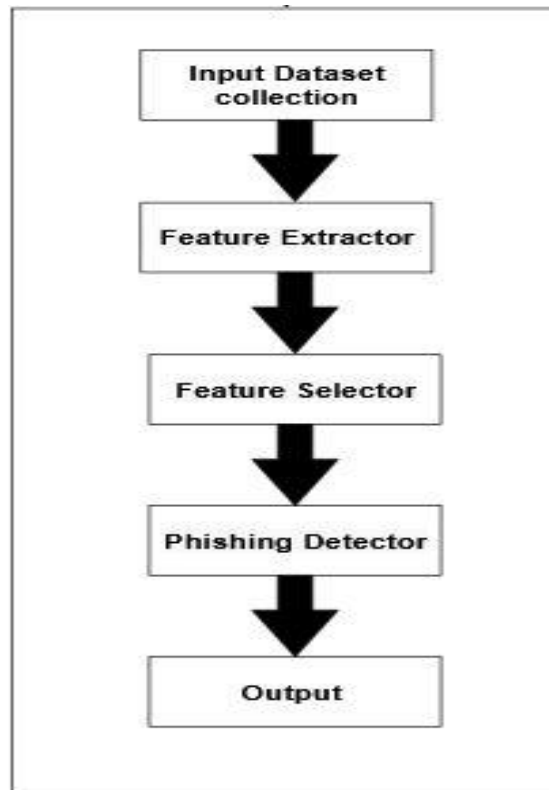 Input Dataset
collection
Feature Extractor
Feature Selector
Phishing Detector
Output